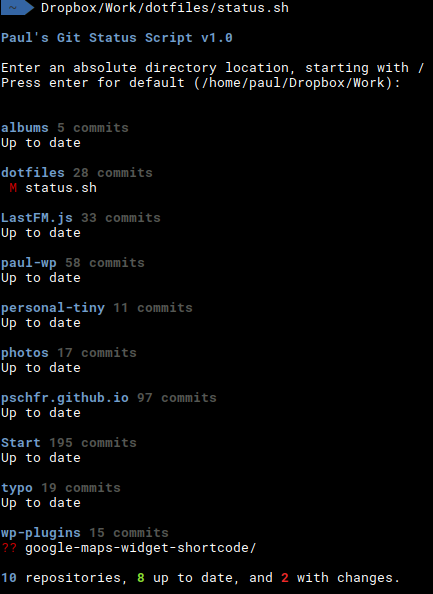 ~ Dropbox/Work/dotfiles/status.sh
Paul's Git Status Script v1.0
Enter an absolute directory location, starting with /
Press enter for default (/home/paul/Dropbox/Work):
albums 5 commits
Up to date
dotfiles 28 commits
M status.sh
LastFM.js 33 commits
Up to date
paul-wp 58 commits
Up to date
personal-tiny 11 commits
Up to date
photos 17 commits
Up to date
pschfr.github.io 97 commits
Up to date
Start 195 commits
Up to date
typo 19 commits
Up to date
wp-plugins 15 commits
?? google-maps-widget-shortcode/
10 repositories, 8 up to date, and 2 with changes.